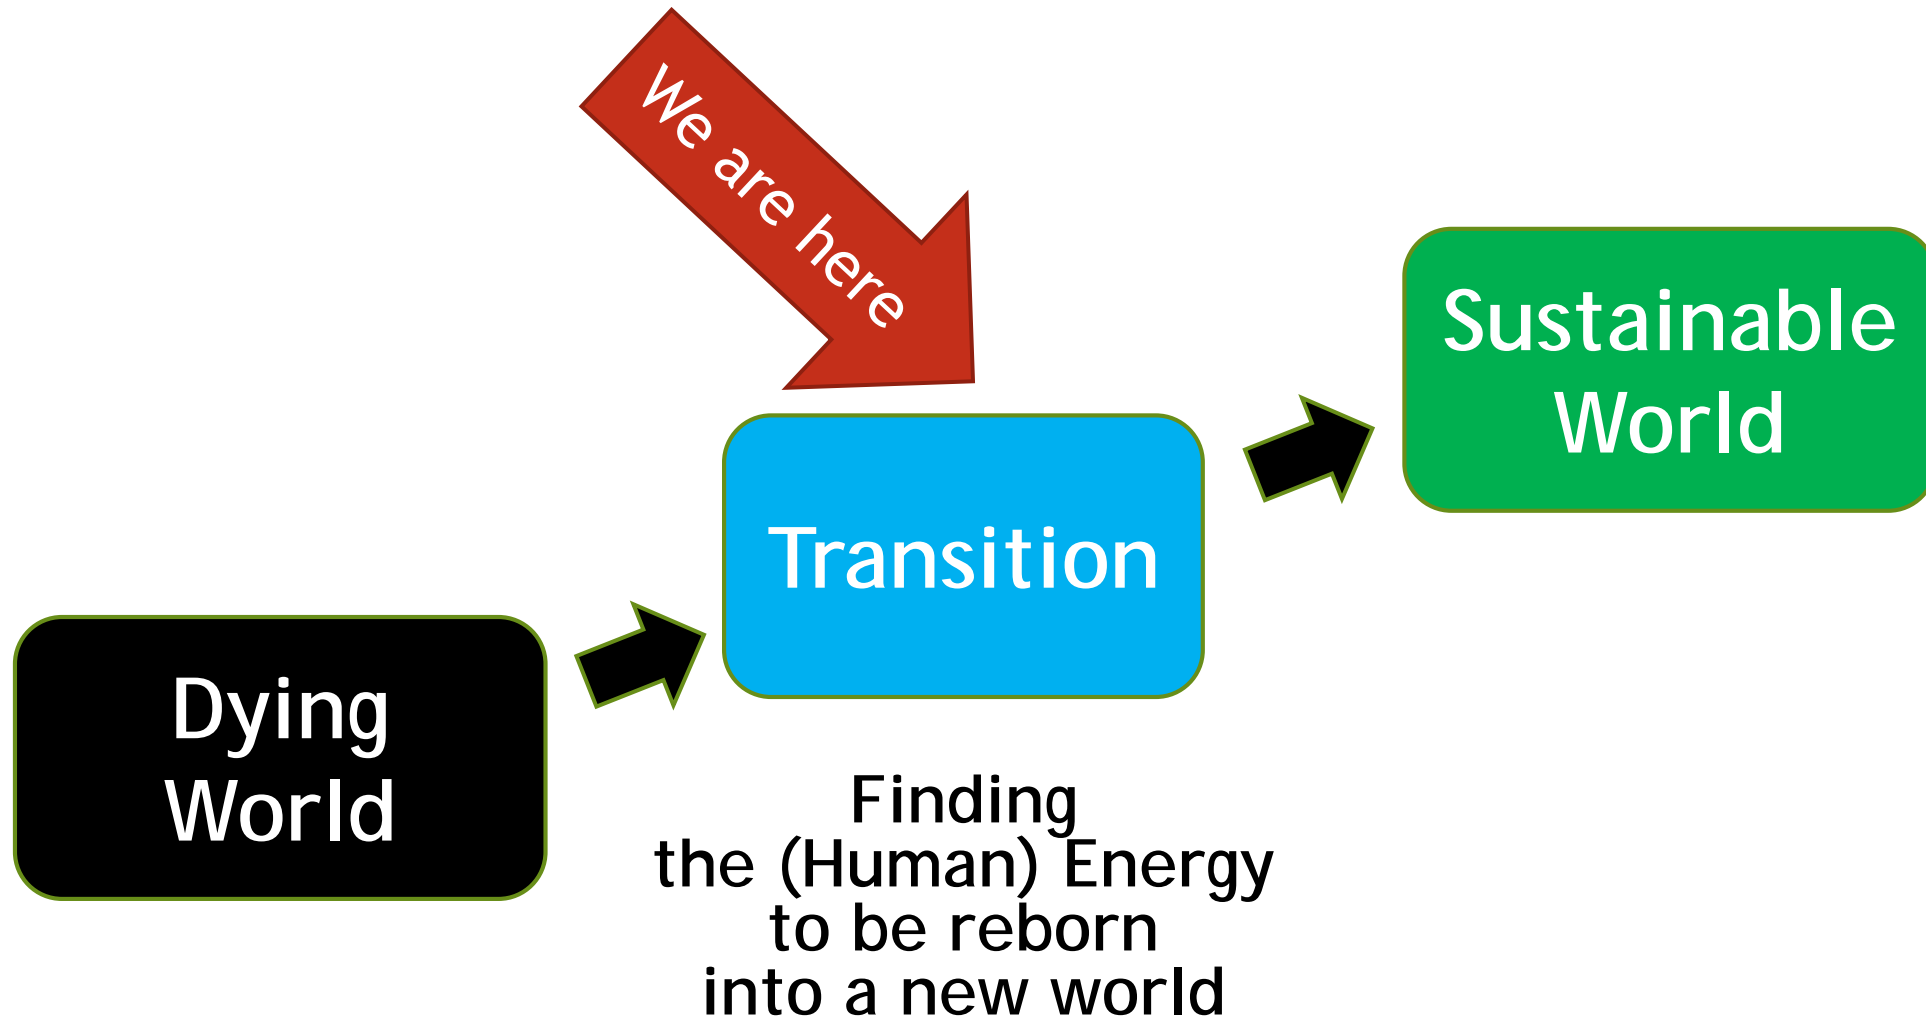 We are here
Sustainable
World
Transition
Dying
World
Finding
the (Human) Energy
to be reborn
into a new world